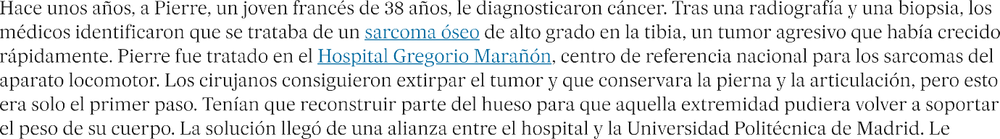 Hace unos años, a Pierre, un joven francés de 38 años, le diagnosticaron cáncer. Tras una radiografía y una biopsia, los
médicos identificaron que se trataba de un sarcoma óseo de alto grado en la tibia, un tumor agresivo que había crecido
rápidamente. Pierre fue tratado en el Hospital Gregorio Marañón, centro de referencia nacional para los sarcomas del
aparato locomotor. Los cirujanos consiguieron extirpar el tumor y que conservara la pierna y la articulación, pero esto
era solo el primer paso. Tenían que reconstruir parte del hueso para que aquella extremidad pudiera volver a soportar
el peso de su cuerpo. La solución llegó de una alianza entre el hospital y la Universidad Politécnica de Madrid. Le